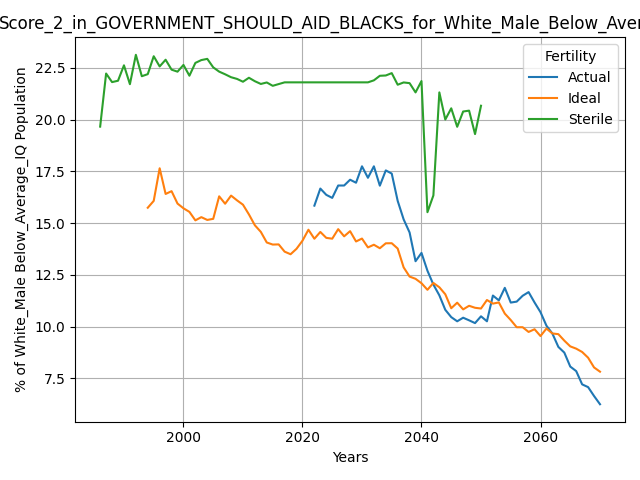 Score_2_in_GOVERNMENT_SHOULD_AID_BLACKS_for_White_Male_Below_Aver
Fertility
Actual
Ideal
Sterile
% of White_Male Below_Average_IQ Population
22.5
20.0
17.5
15.0
12.5
10.0
7.5
2000 2020 2040 2060
Years